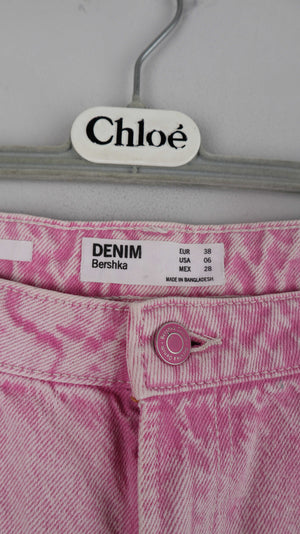 Chloé
DENIM
Bershka
EUR 38
USA 06
MEX 28
MADE IN BANGLADESH